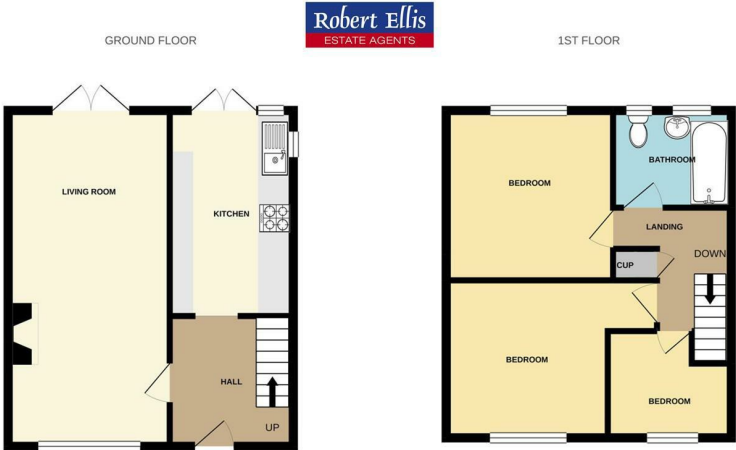 Robert Ellis
ESTATE AGENTS
GROUND FLOOR
1ST FLOOR
LIVING ROOM
KITCHEN
HALL
UP
BEDROOM
BATHROOM
LANDING
DOWN
CUP
BEDROOM
BEDROOM